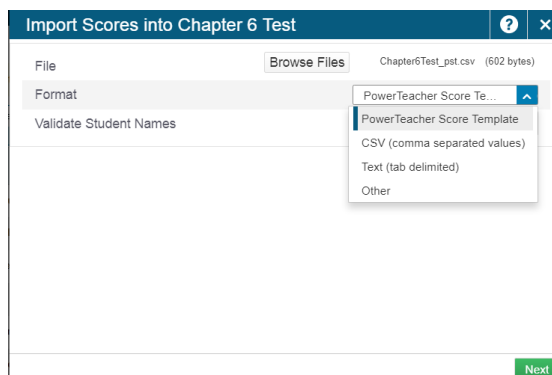 Import Scores into Chapter 6 Test ? ×
File Browse Files Chapter6Test_pst.csv (602 bytes)
Format PowerTeacher Score Te...
Validate Student Names
PowerTeacher Score Template
CSV (comma separated values)
Text (tab delimited)
Other
Next